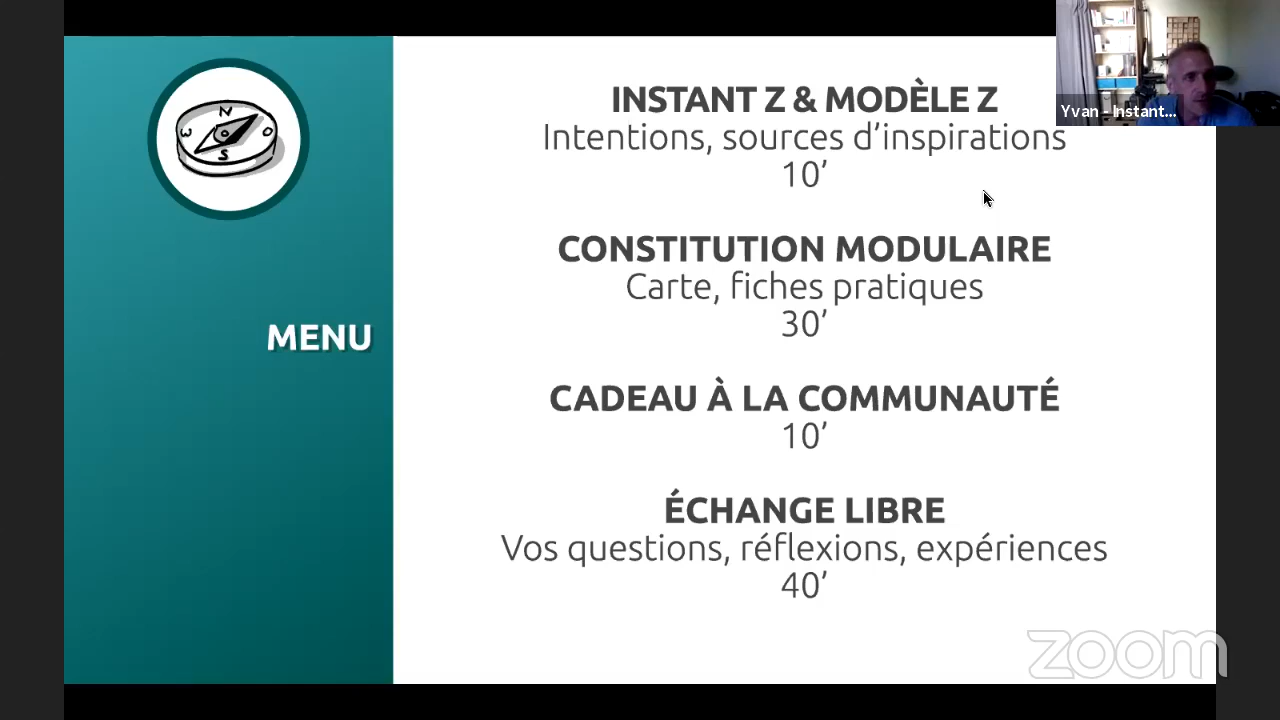 INSTANT Z & MODÈLE Z
Intentions, sources d’inspirations
10’
Yvan - Instant...
CONSTITUTION MODULAIRE
Carte, fiches pratiques
30’
MENU
CADEAU À LA COMMUNAUTÉ
10’
ÉCHANGE LIBRE
Vos questions, réflexions, expériences
40’
N
W
O
S
zoom